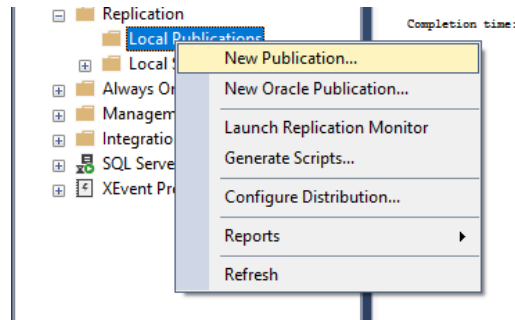 Replication
Local Publications
Local
Always On
Managem
Integratio
SQL Serve
XEvent Pr
Completion time:
New Publication...
New Oracle Publication...
Launch Replication Monitor
Generate Scripts...
Configure Distribution...
Reports
Refresh